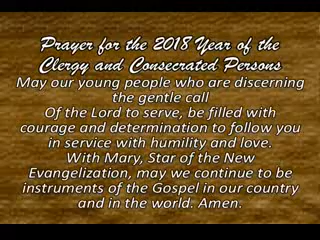 Prayer for the 2018 Year of the
Clergy and Consecrated Persons
May our young people who are discerning
the gentle call
Of the Lord to serve, be filled with
courage and determination to follow you
in service with humility and love.
With Mary, Star of the New
Evangelization, may we continue to be
instruments of the Gospel in our country
and in the world. Amen.